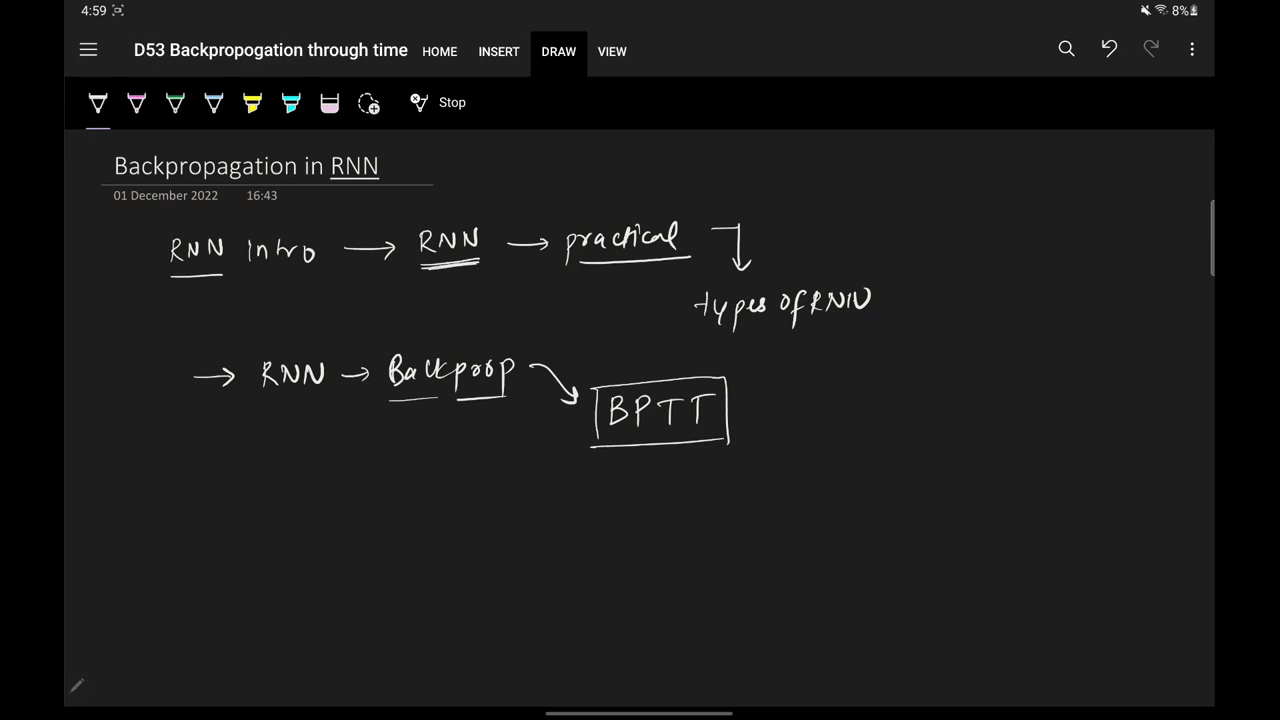 4:59 8%
D53 Backpropogation through time HOME INSERT DRAW VIEW
Stop
Backpropagation in RNN
01 December 2022 16:43
RNN Intro → RNN → practical
types of RNN
→ RNN → Backprop
BPTT